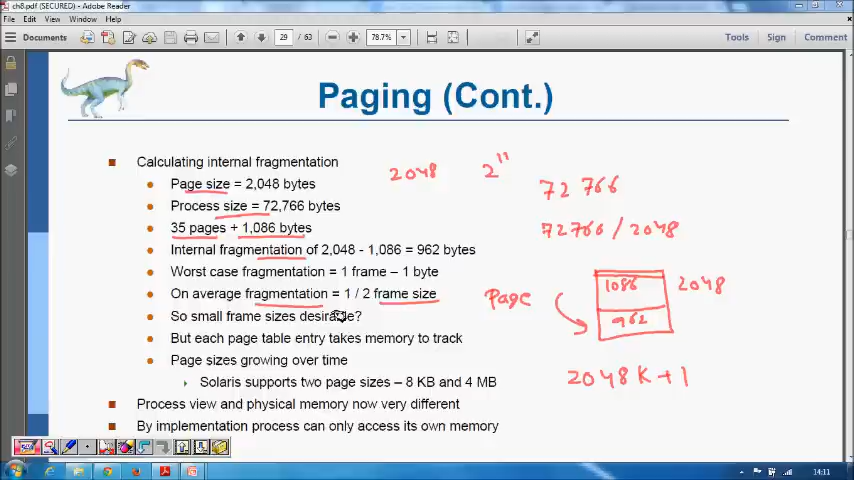 ch8.pdf (SECURED) - Adobe Reader
File Edit View Window Help
Documents 29 / 63 78.7% Tools Sign Comment
Paging (Cont.)
Calculating internal fragmentation
Page size = 2,048 bytes
Process size = 72,766 bytes
35 pages + 1,086 bytes
Internal fragmentation of 2,048 - 1,086 = 962 bytes
Worst case fragmentation = 1 frame – 1 byte
On average fragmentation = 1 / 2 frame size
So small frame sizes desirable?
But each page table entry takes memory to track
Page sizes growing over time
Solaris supports two page sizes – 8 KB and 4 MB
Process view and physical memory now very different
By implementation process can only access its own memory
2048 2^11
72 766
72766 / 2048
Page 1086 2048
962
2048K+1
14:11